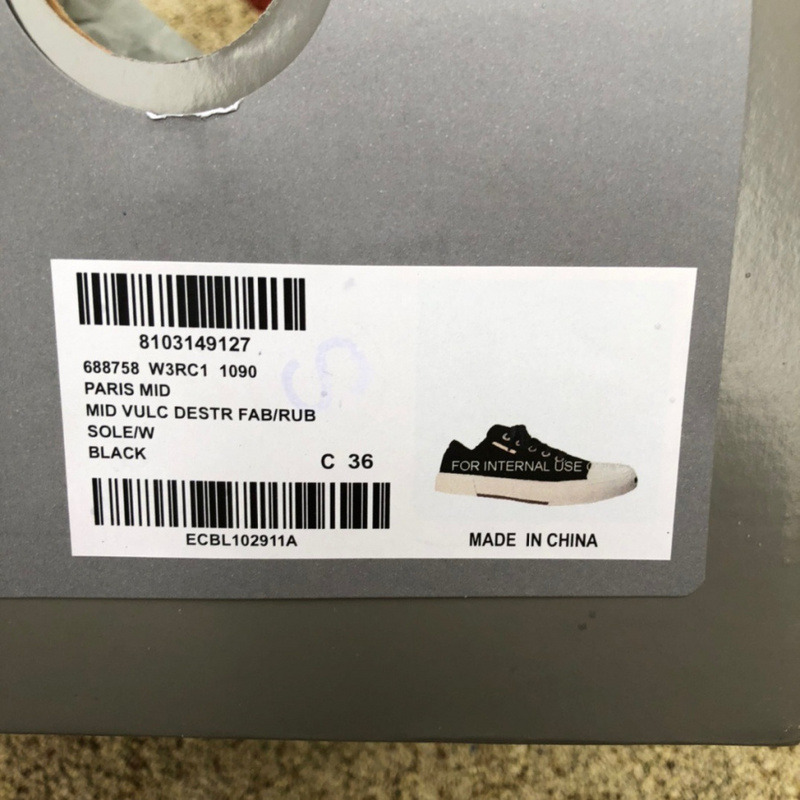 8103149127
688758 W3RC1 1090
PARIS MID
MID VULC DESTR FAB/RUB
SOLE/W
BLACK
C 36
ECBL102911A
FOR INTERNAL USE
MADE IN CHINA